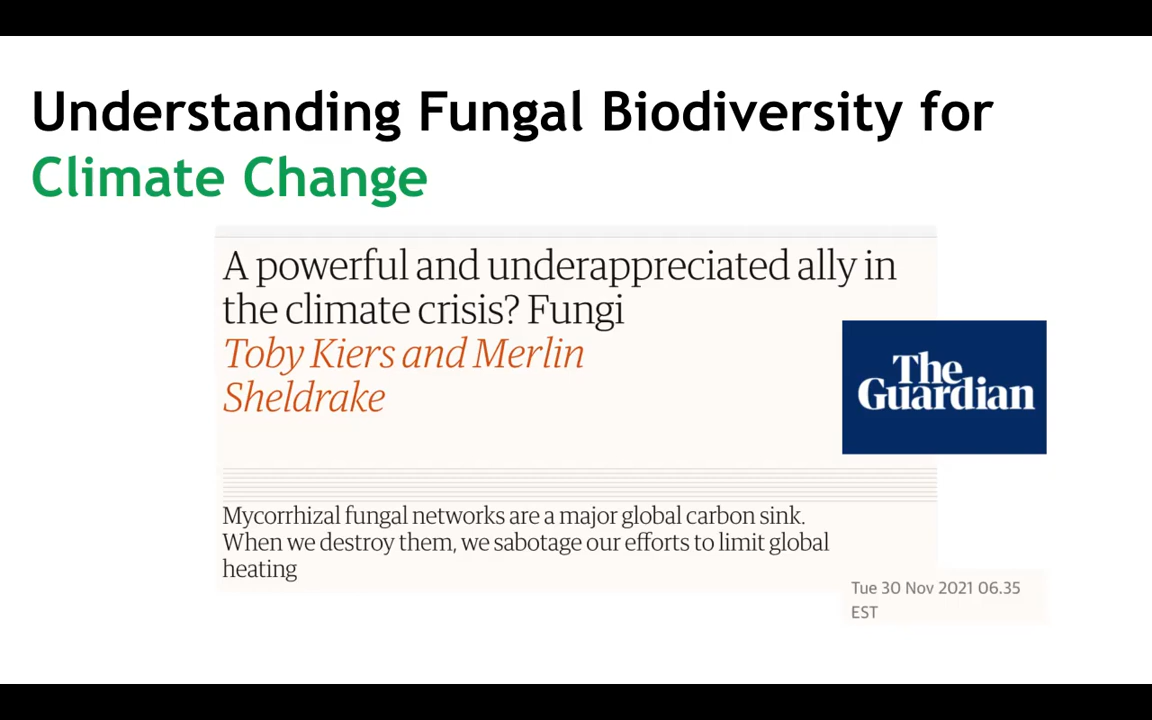 Understanding Fungal Biodiversity for
Climate Change
A powerful and underappreciated ally in
the climate crisis? Fungi
Toby Kiers and Merlin
Sheldrake
The
Guardian
Mycorrhizal fungal networks are a major global carbon sink.
When we destroy them, we sabotage our efforts to limit global
heating
Tue 30 Nov 2021 06.35
EST